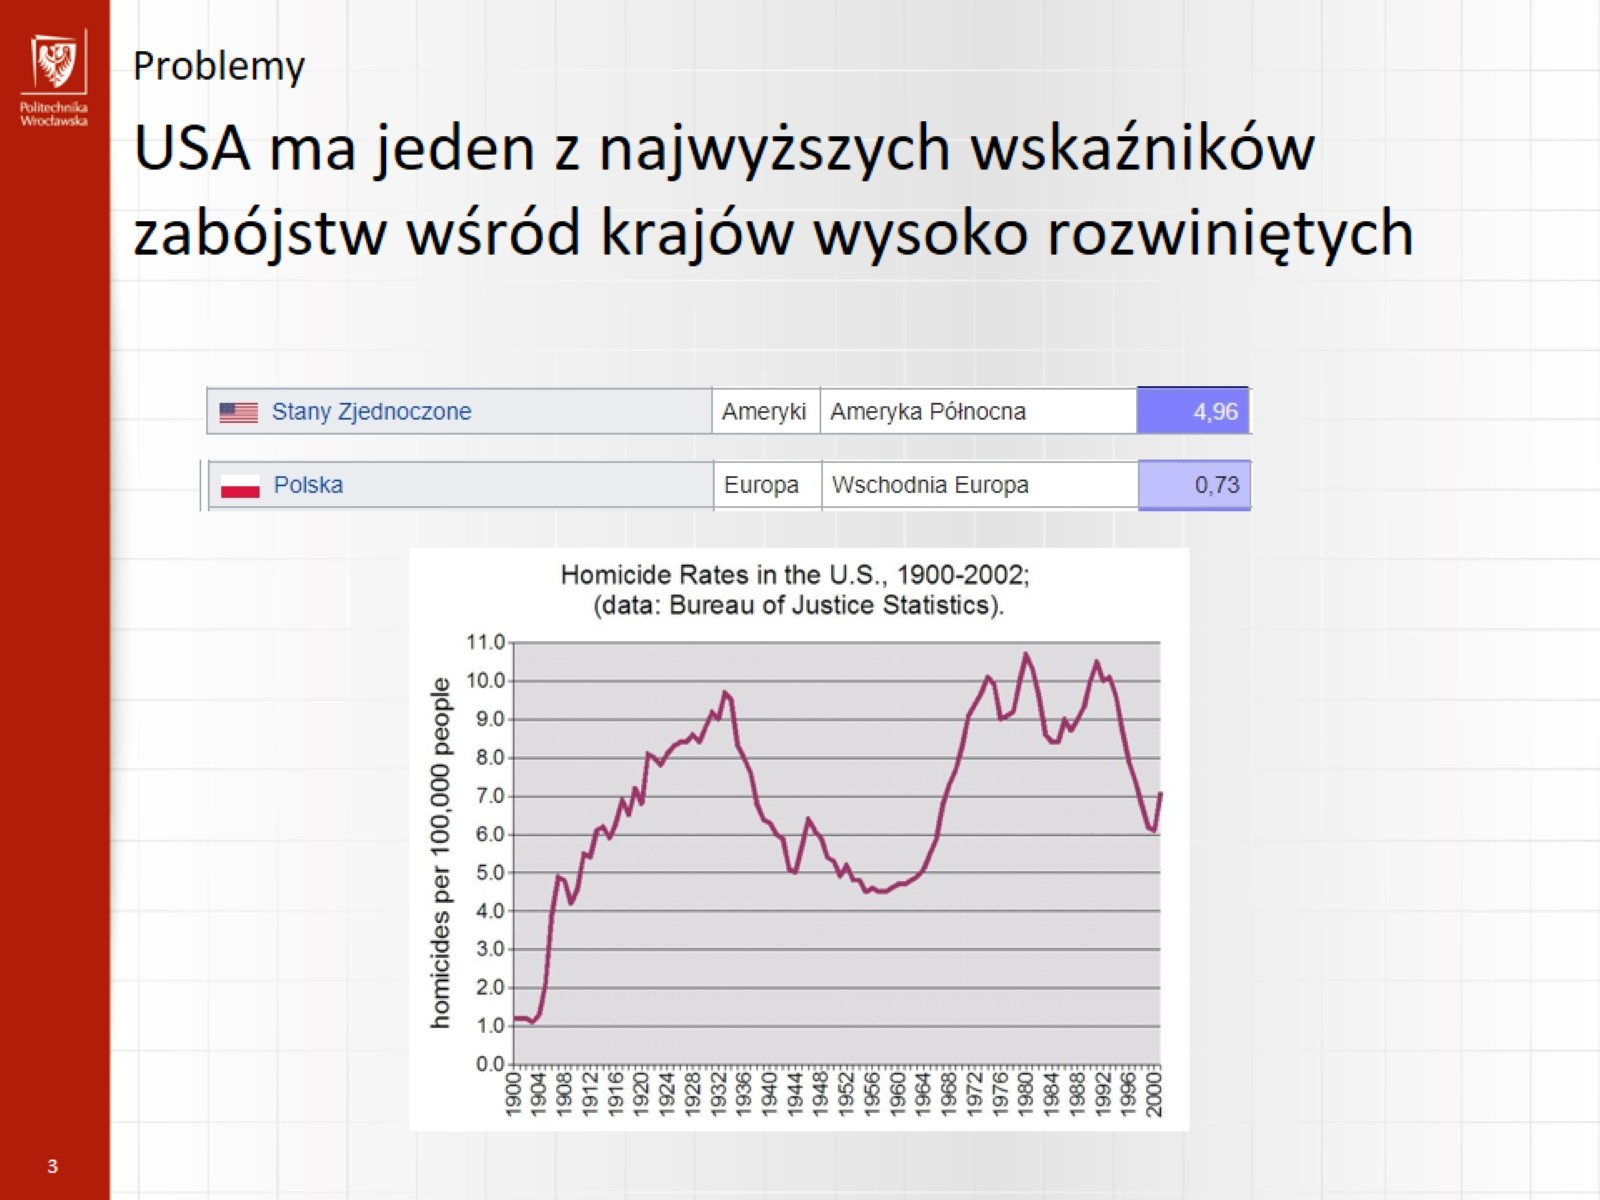 Politechnika
Wrocławska
Problemy
USA ma jeden z najwyższych wskaźników
zabójstw wśród krajów wysoko rozwiniętych
Stany Zjednoczone Ameryki Ameryka Północna 4,96
Polska Europa Wschodnia Europa 0,73
Homicide Rates in the U.S., 1900-2002;
(data: Bureau of Justice Statistics).
homicides per 100,000 people
11.0
10.0
9.0
8.0
7.0
6.0
5.0
4.0
3.0
2.0
1.0
0.0
1900 1904 1908 1912 1916 1920 1924 1928 1932 1936 1940 1944 1948 1952 1956 1960 1964 1968 1972 1976 1980 1984 1988 1992 1996 2000
3